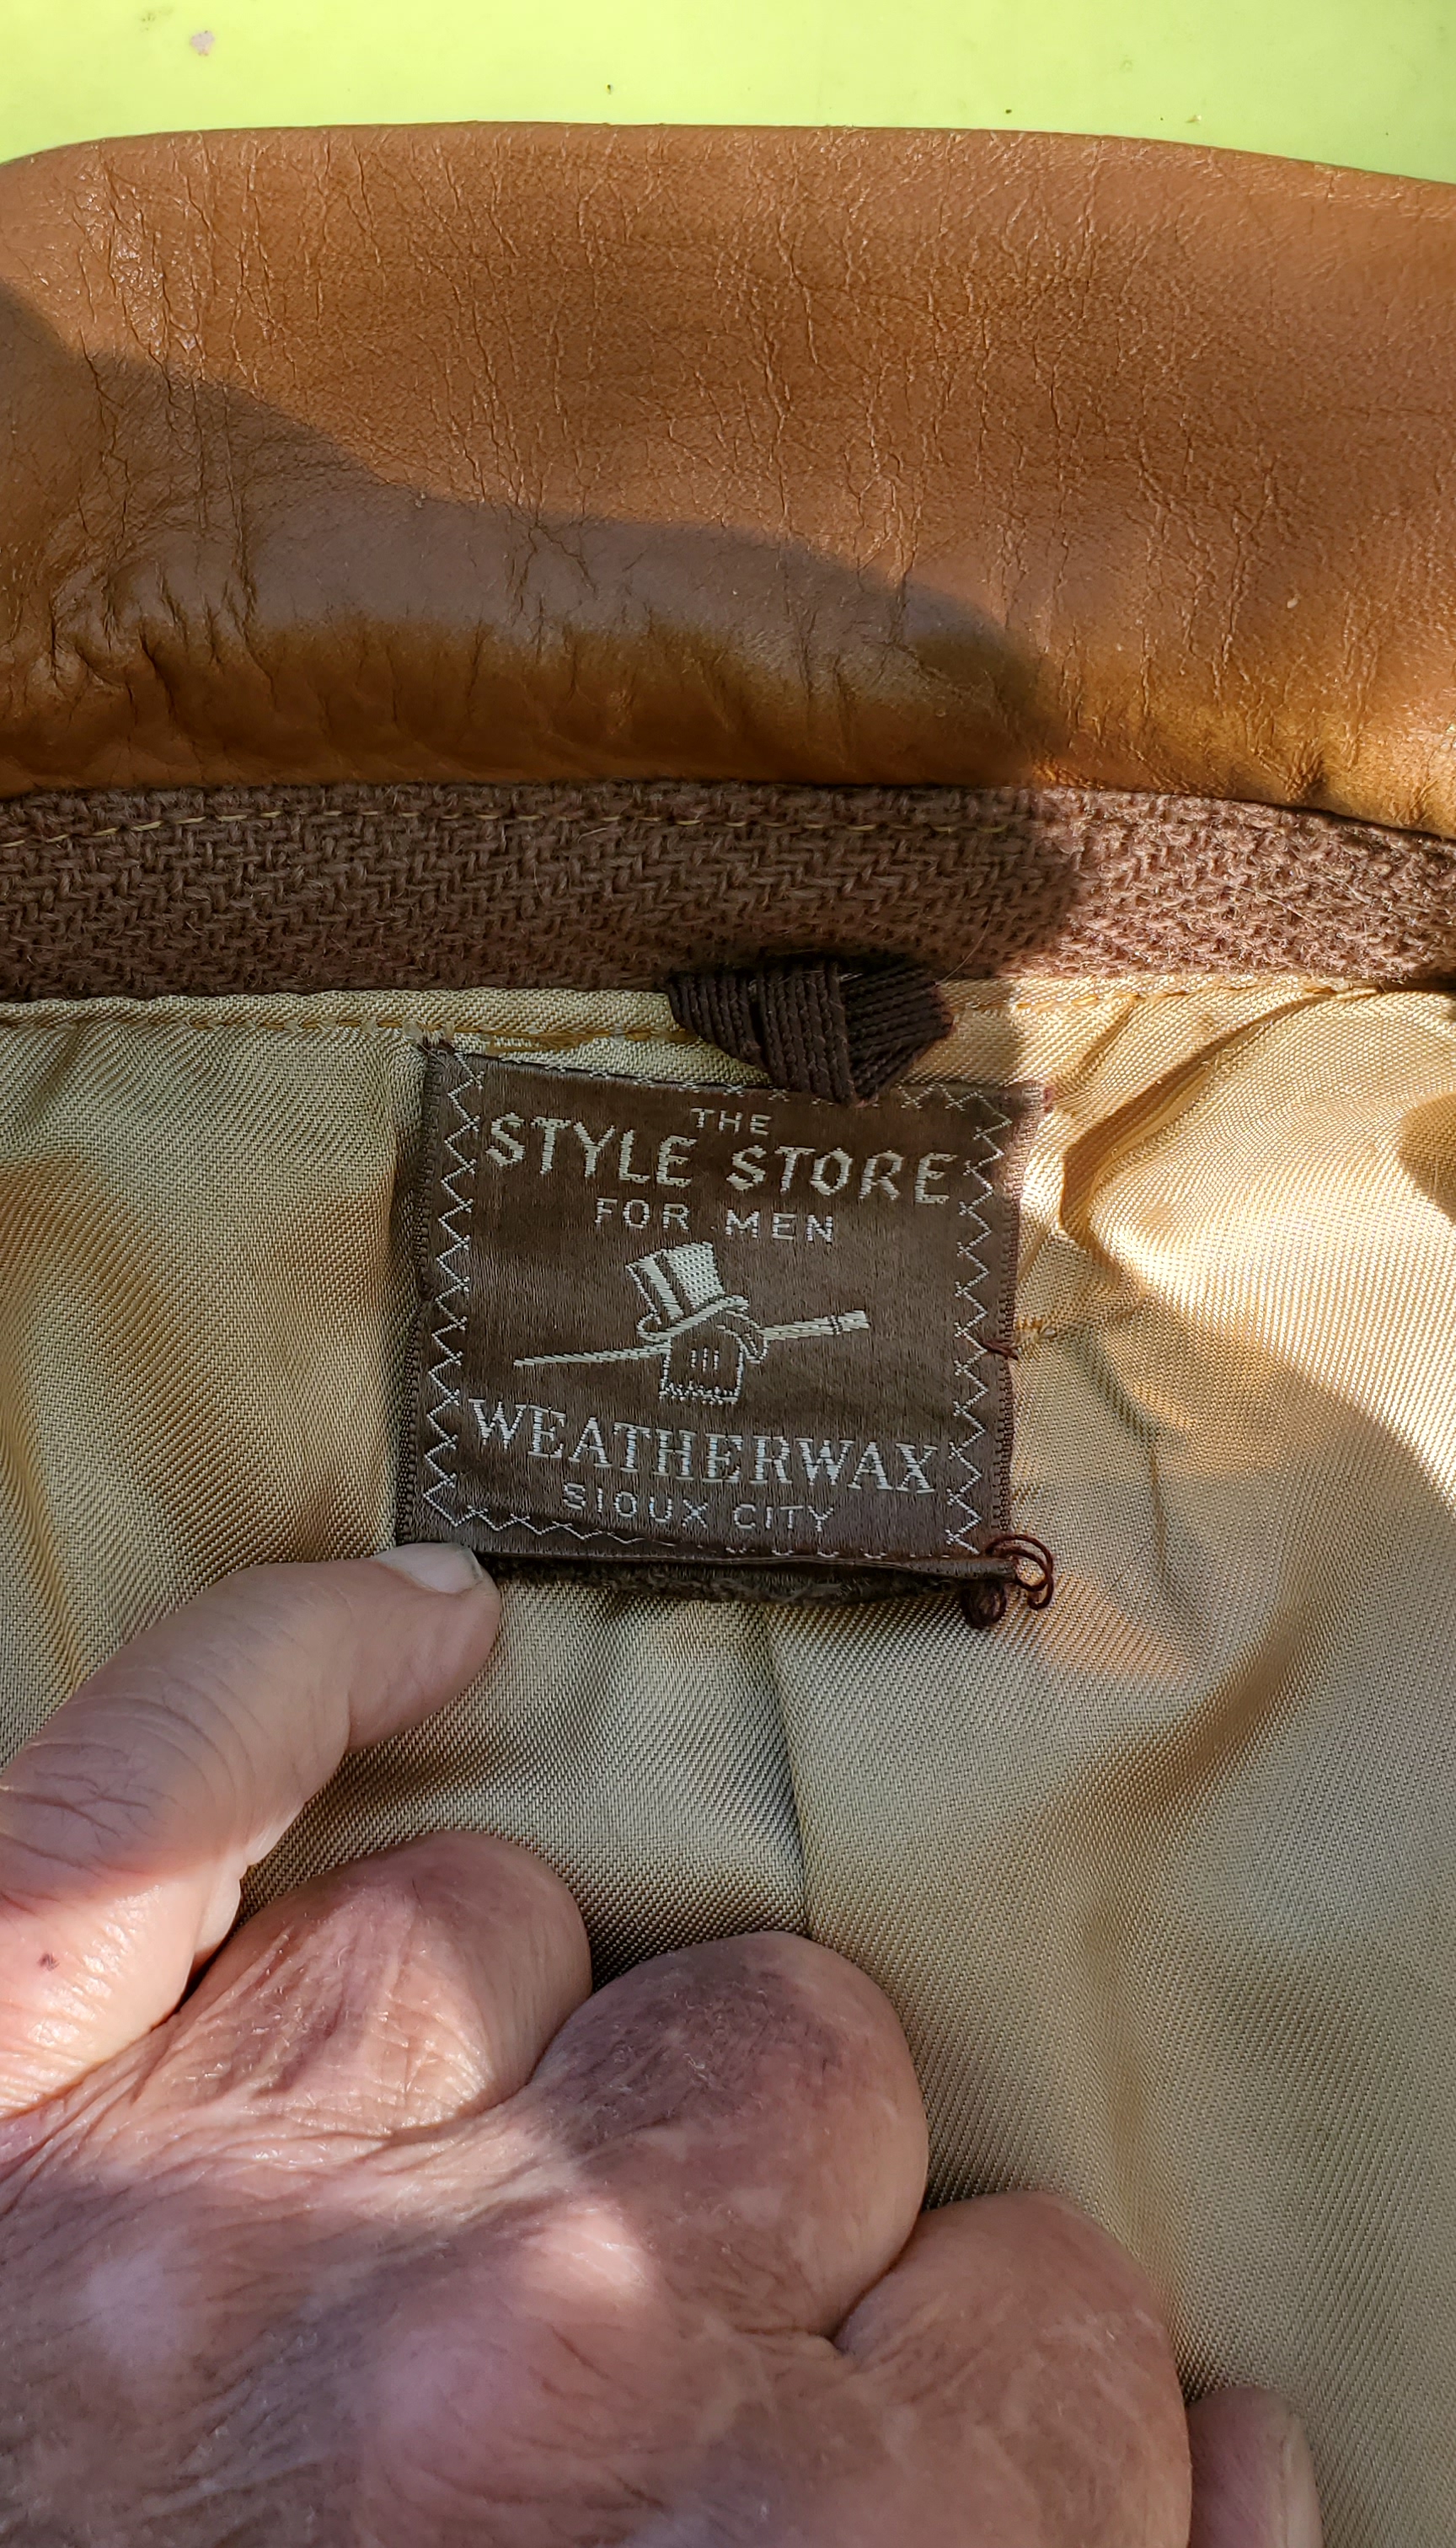 THE
STYLE STORE
FOR MEN
WEATHERWAX
SIOUX CITY